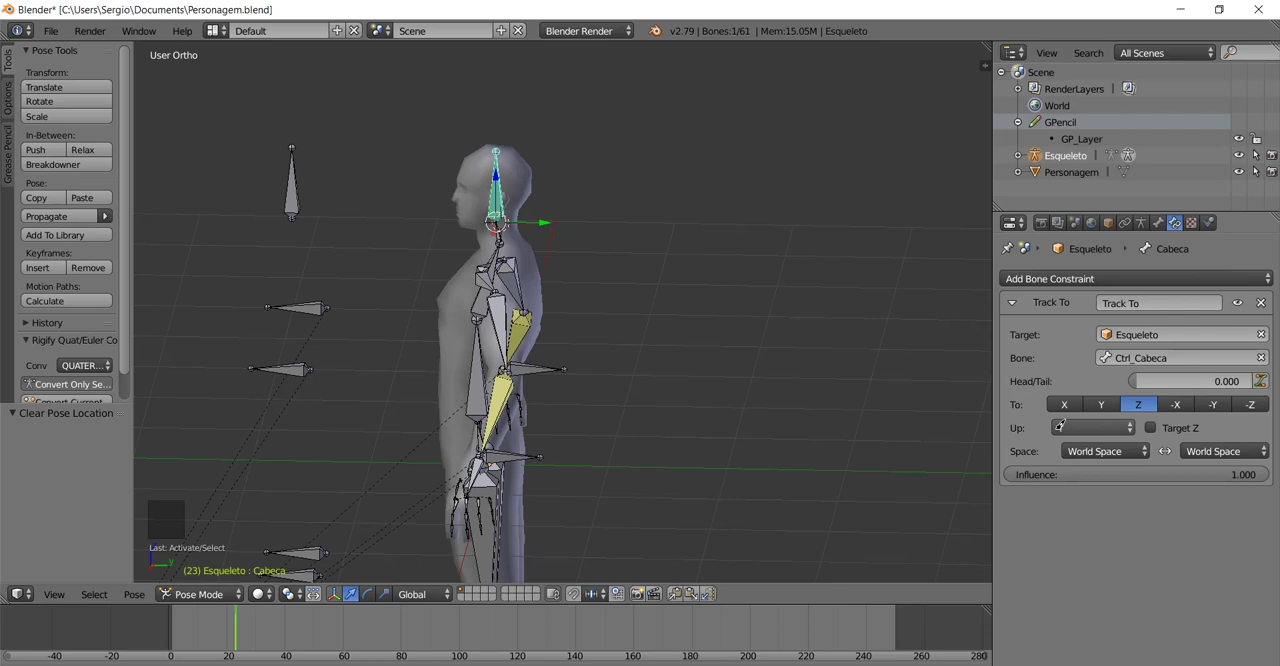 Blender* [C:\Users\Sergio\Documents\Personagem.blend]
File Render Window Help Default Scene Blender Render v2.79 | Bones:1/61 | Mem:15.05M | Esqueleto
Tools
Options
Grease Pencil
Pose Tools
Transform:
Translate
Rotate
Scale
In-Between:
Push Relax
Breakdowner
Pose:
Copy Paste
Propagate
Add To Library
Keyframes:
Insert Remove
Motion Paths:
Calculate
History
Rigify Quat/Euler Co
Conv QUATER...
Convert Only Se...
Clear Pose Location
User Ortho
Last: Activate/Select
(23) Esqueleto : Cabeca
View Select Pose Pose Mode Global
-40 -20 0 20 40 60 80 100 120 140 160 180 200 220 240 260 280
View Search All Scenes
Scene
RenderLayers |
World
GPencil
GP_Layer
Esqueleto |
Personagem |
Esqueleto Cabeca
Add Bone Constraint
Track To Track To
Target: Esqueleto
Bone: Ctrl_Cabeca
Head/Tail: 0.000
To: X Y Z -X -Y -Z
Up: Target Z
Space: World Space World Space
Influence: 1.000